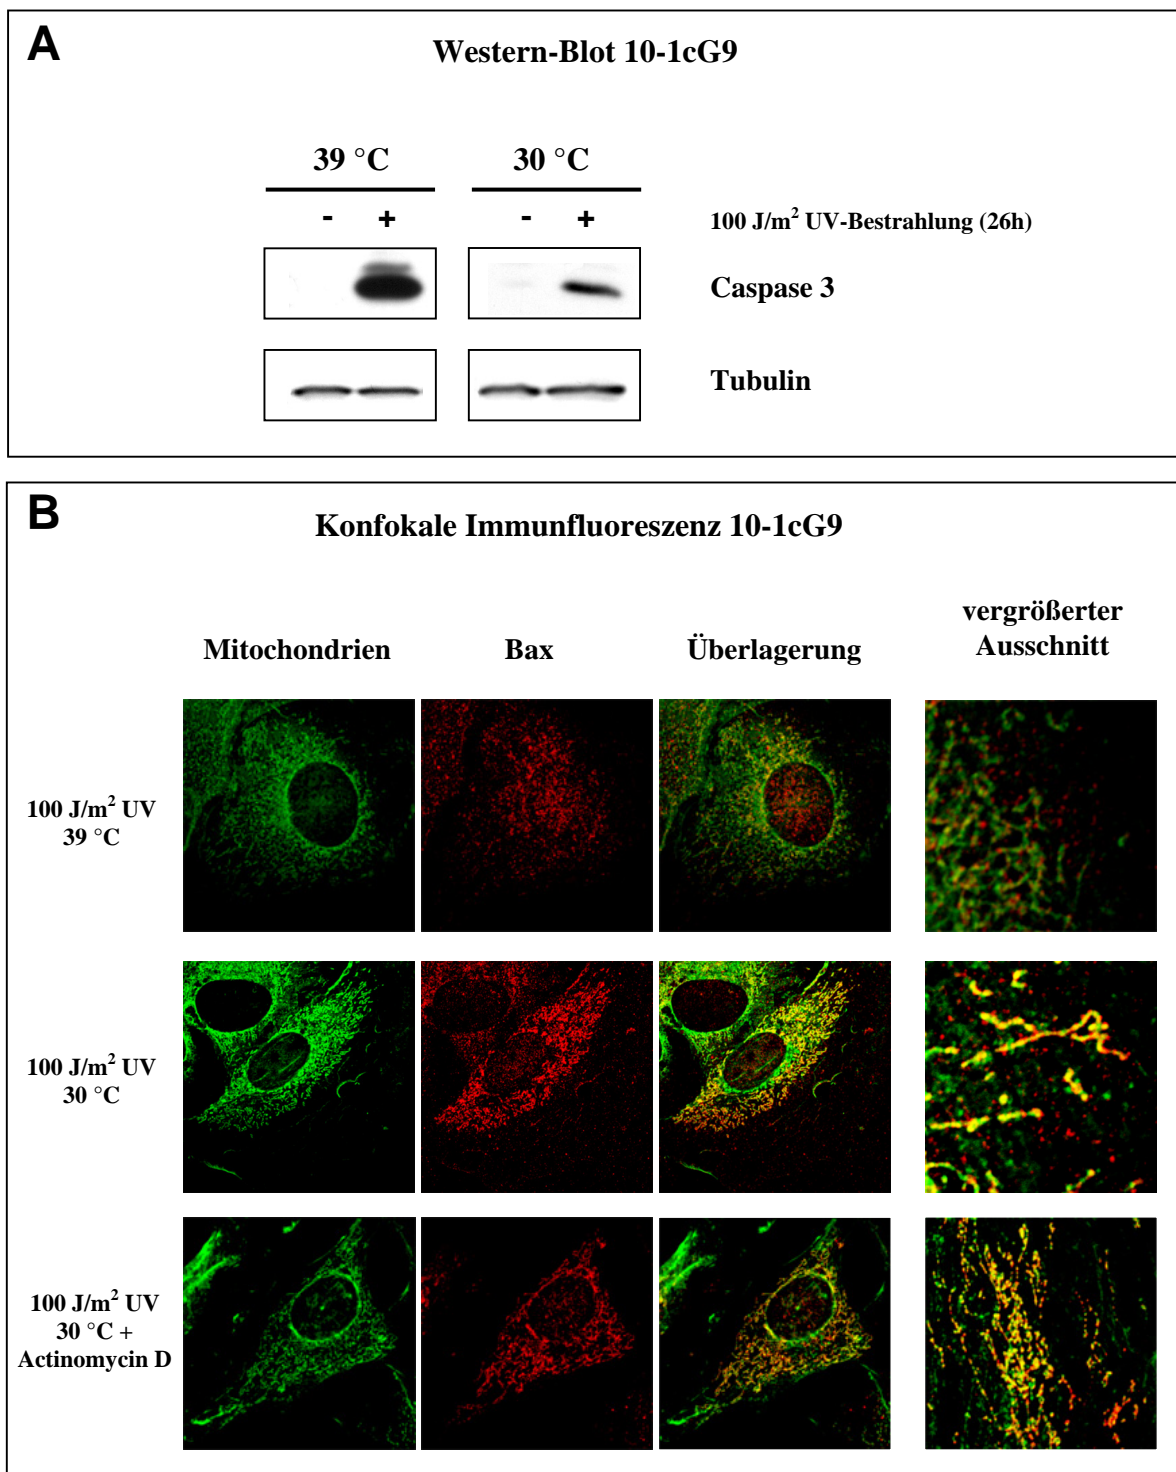 A
Western-Blot 10-1cG9
39 °C
30 °C
- + - +
100 J/m² UV-Bestrahlung (26h)
Caspase 3
Tubulin
B
Konfokale Immunfluoreszenz 10-1cG9
Mitochondrien
Bax
Überlagerung
vergrößerter
Ausschnitt
100 J/m² UV
39 °C
100 J/m² UV
30 °C
100 J/m² UV
30 °C +
Actinomycin D